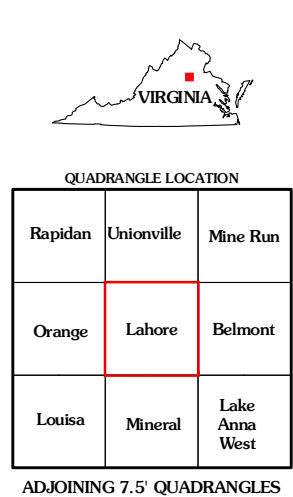 VIRGINIA
QUADRANGLE LOCATION
Rapidan Unionville Mine Run
Orange Lahore Belmont
Louisa Mineral Lake
Anna
West
ADJOINING 7.5' QUADRANGLES